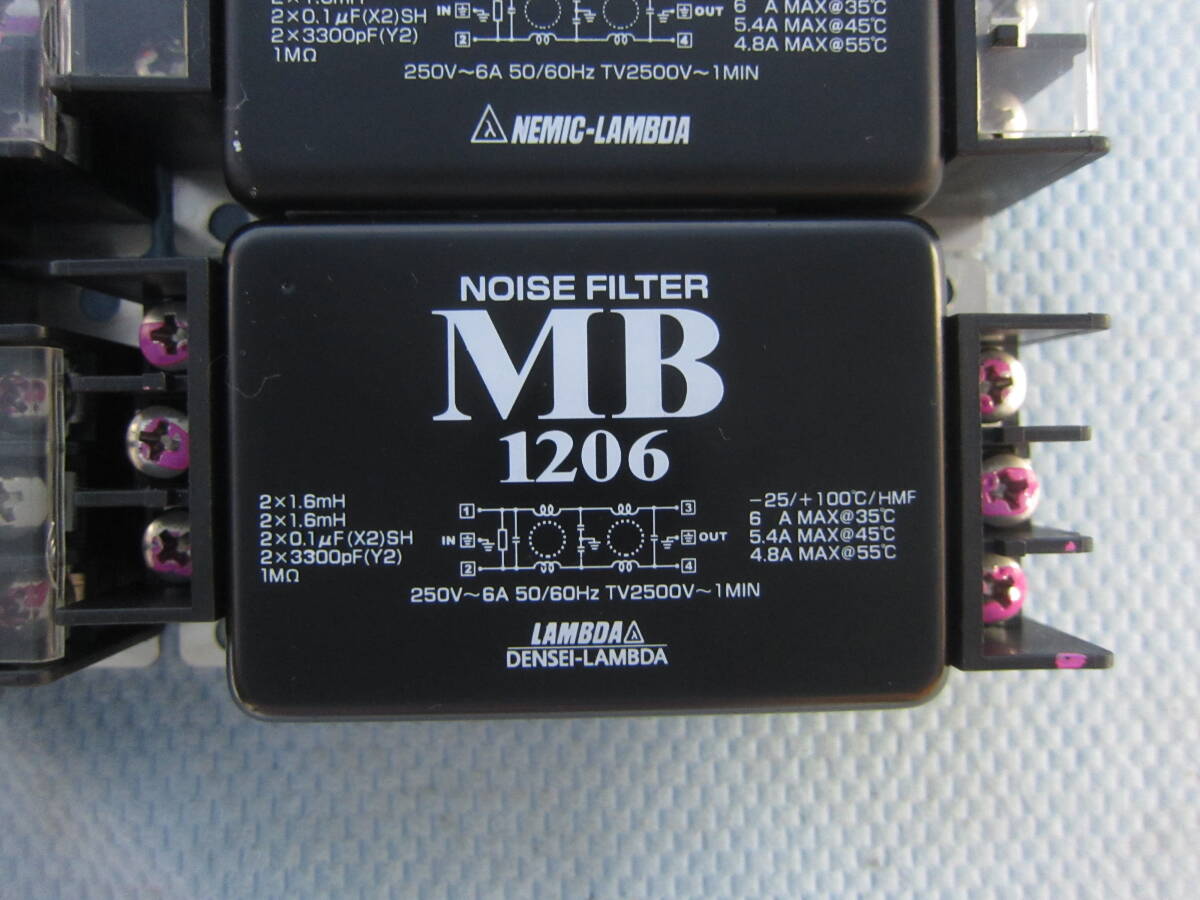 2×0.1μF(X2)SH
2×3300pF(Y2)
1MΩ
IN
2
OUT
4
6 A MAX@35℃
5.4A MAX@45℃
4.8A MAX@55℃
250V~6A 50/60Hz TV2500V~1MIN
NEMIC-LAMBDA
NOISE FILTER
MB
1206
2×1.6mH
2×1.6mH
2×0.1μF(X2)SH
2×3300pF(Y2)
1MΩ
1
3
IN
OUT
2
4
-25/+100℃/HMF
6 A MAX@35℃
5.4A MAX@45℃
4.8A MAX@55℃
250V~6A 50/60Hz TV2500V~1MIN
LAMBDA
DENSEI-LAMBDA